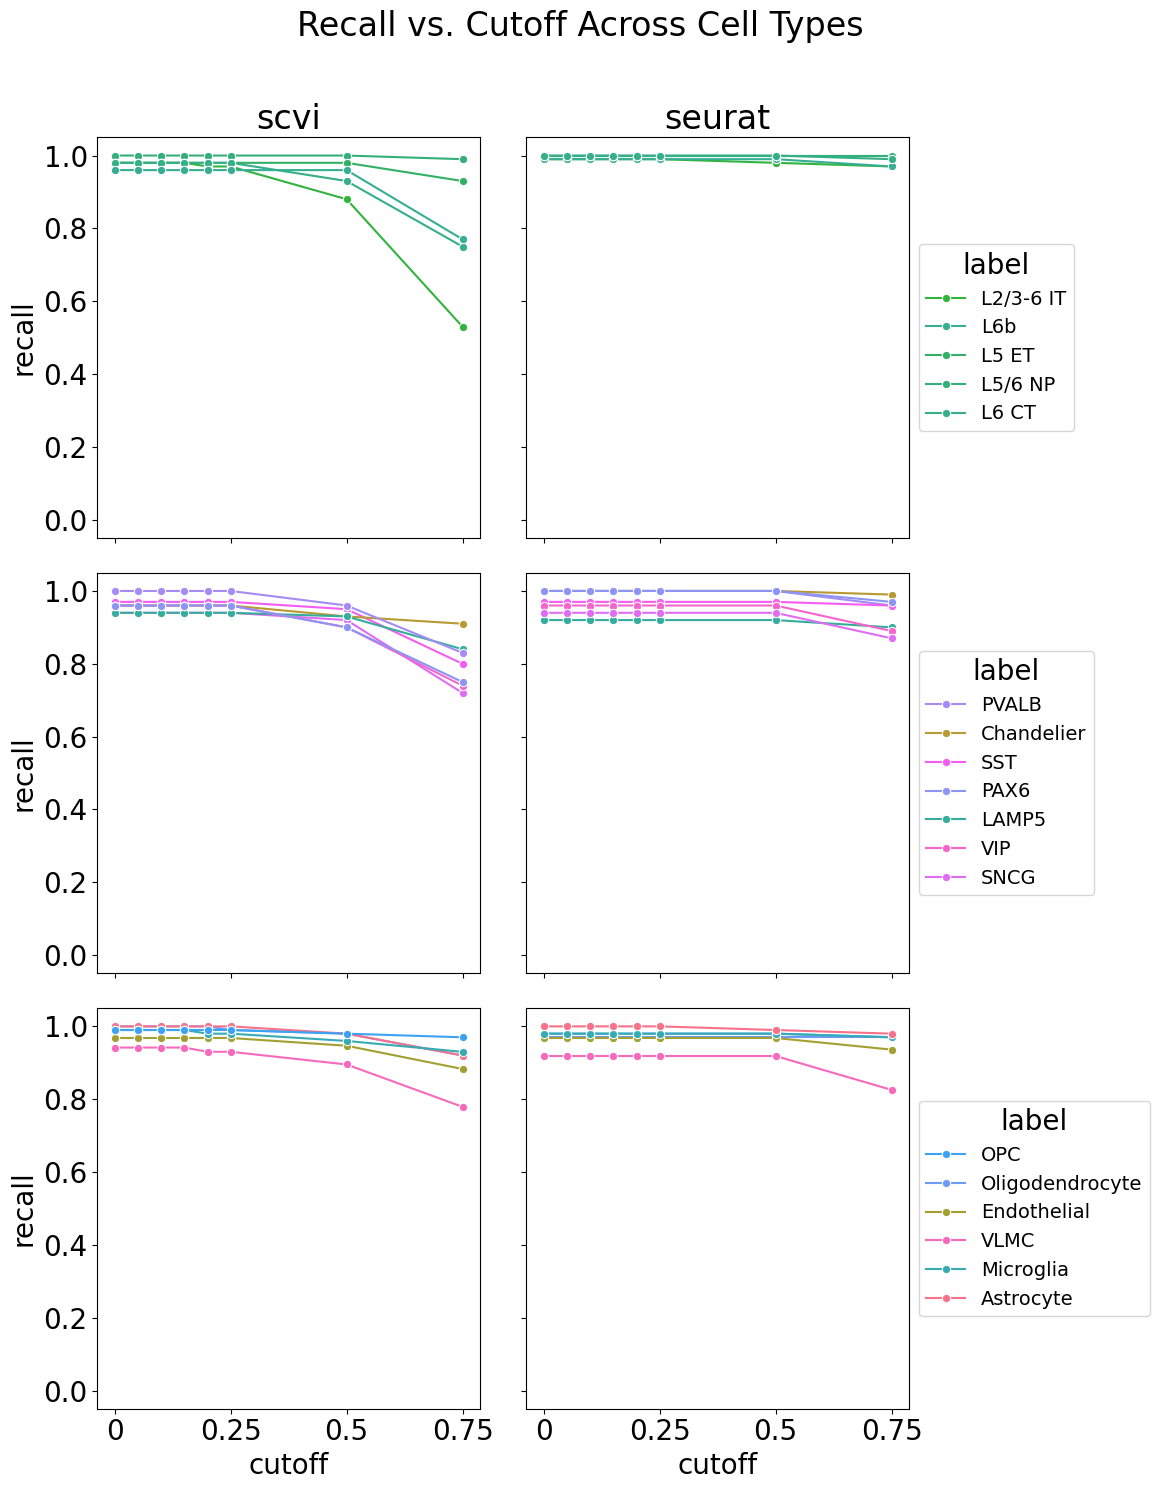 Recall vs. Cutoff Across Cell Types
scvi
seurat
1.0
0.8
0.6
0.4
0.2
0.0
recall
label
L2/3-6 IT
L6b
L5 ET
L5/6 NP
L6 CT
1.0
0.8
0.6
0.4
0.2
0.0
recall
label
PVALB
Chandelier
SST
PAX6
LAMP5
VIP
SNCG
1.0
0.8
0.6
0.4
0.2
0.0
recall
label
OPC
Oligodendrocyte
Endothelial
VLMC
Microglia
Astrocyte
0 0.25 0.5 0.75
cutoff
0 0.25 0.5 0.75
cutoff